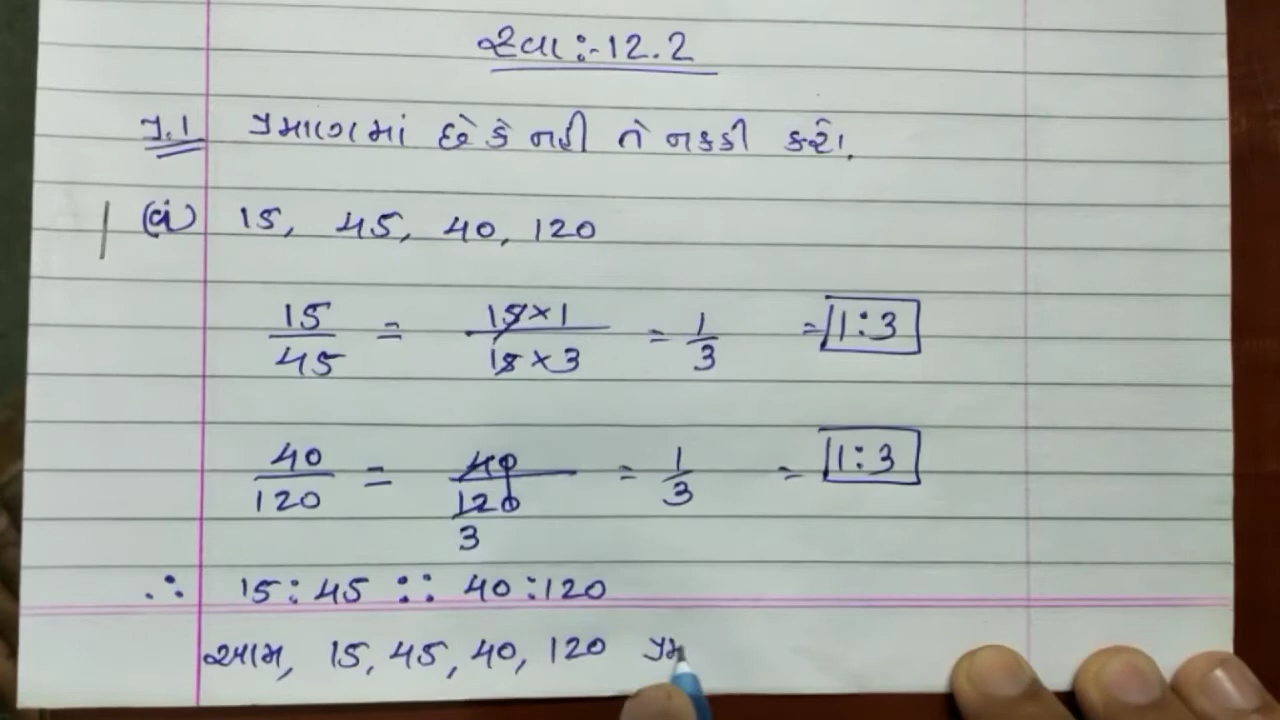 સ્વા :- 12.2
પ્ર.1 પ્રમાણમાં છે કે નહી તે નક્કી કરો.
15, 45, 40, 120
15/45 = 15×1/15×3 = 1/3 = 1:3
40/120 = 40/120 3 = 1/3 = 1:3
∴ 15:45 :: 40:120
આમ, 15, 45, 40, 120 પ્રમ